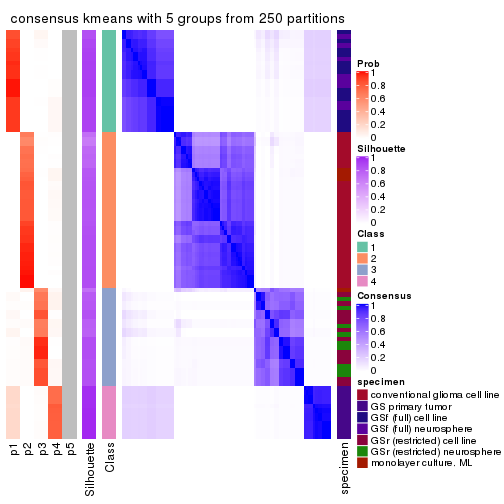 consensus kmeans with 5 groups from 250 partitions
Prob
1
0.8
0.6
0.4
0.2
0
Silhouette
1
0.8
0.6
0.4
0.2
0
Class
1
2
3
4
Consensus
1
0.8
0.6
0.4
0.2
0
specimen
conventional glioma cell line
GS primary tumor
GSf (full) cell line
GSf (full) neurosphere
GSr (restricted) cell line
GSr (restricted) neurosphere
monolayer culture. ML
p1
p2
p3
p4
p5
Silhouette
Class
specimen